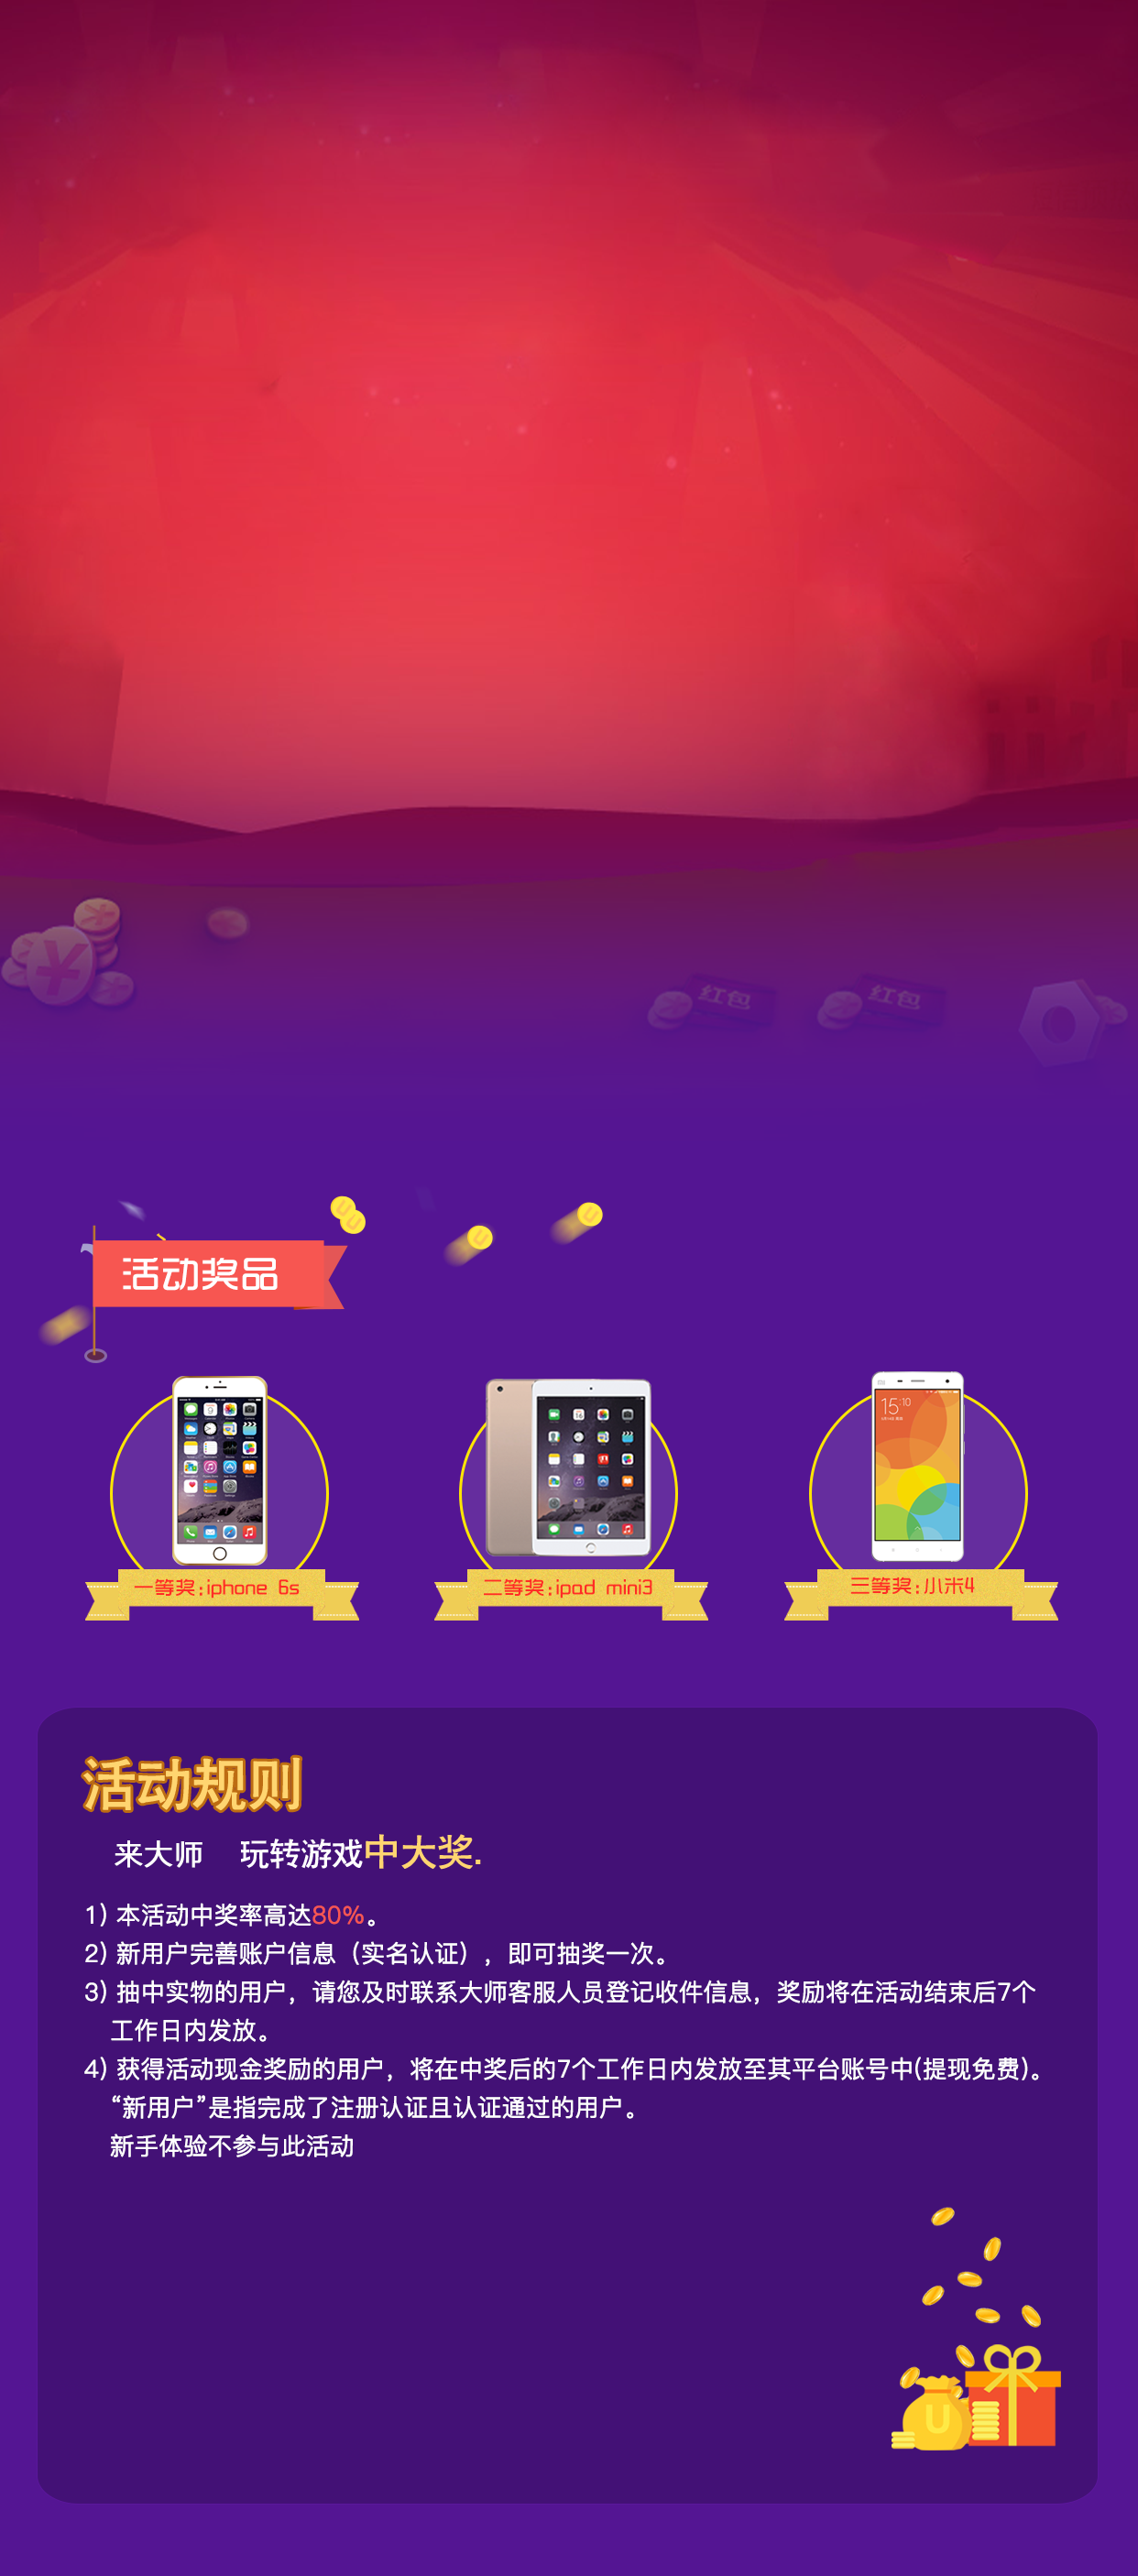 ¥
红包
红包
活动奖品
15:10
一等奖:iphone 6s
二等奖:ipad mini3
三等奖:小米4
活动规则
来大师 玩转游戏中大奖.
1) 本活动中奖率高达80%。
2) 新用户完善账户信息（实名认证），即可抽奖一次。
3) 抽中实物的用户，请您及时联系大师客服人员登记收件信息，奖励将在活动结束后7个
工作日内发放。
4) 获得活动现金奖励的用户，将在中奖后的7个工作日内发放至其平台账号中(提现免费)。
“新用户”是指完成了注册认证且认证通过的用户。
新手体验不参与此活动
U